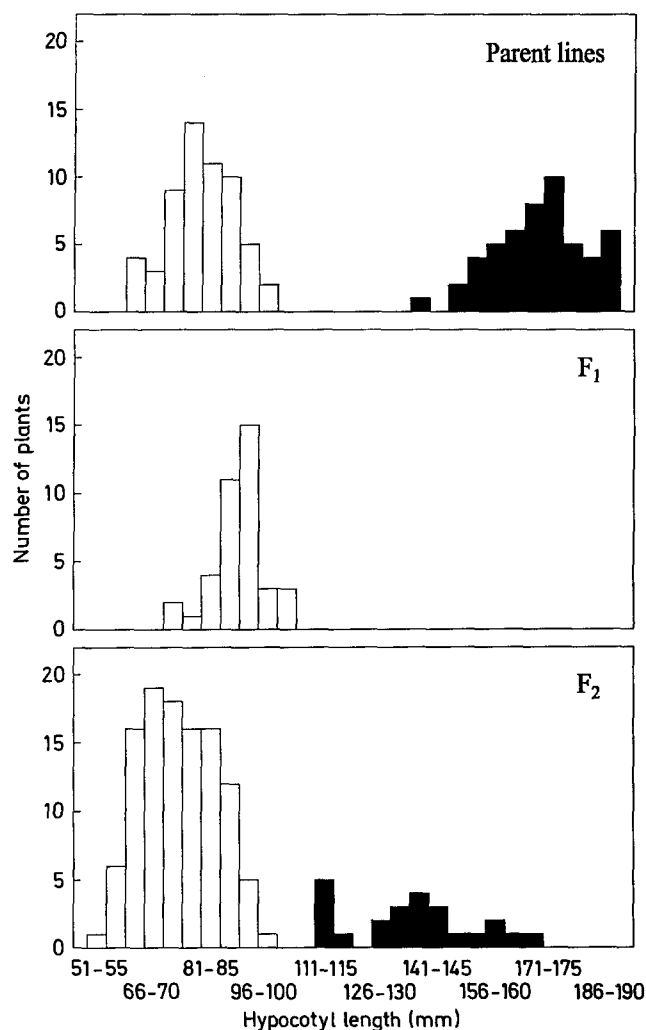 20
15
10
5
0
Parent lines
20
15
10
5
0
F₁
20
15
10
5
0
F₂
Number of plants
51–55 81–85 111–115 141–145 171–175
66–70 96–100 126–130 156–160 186–190
Hypocotyl length (mm)